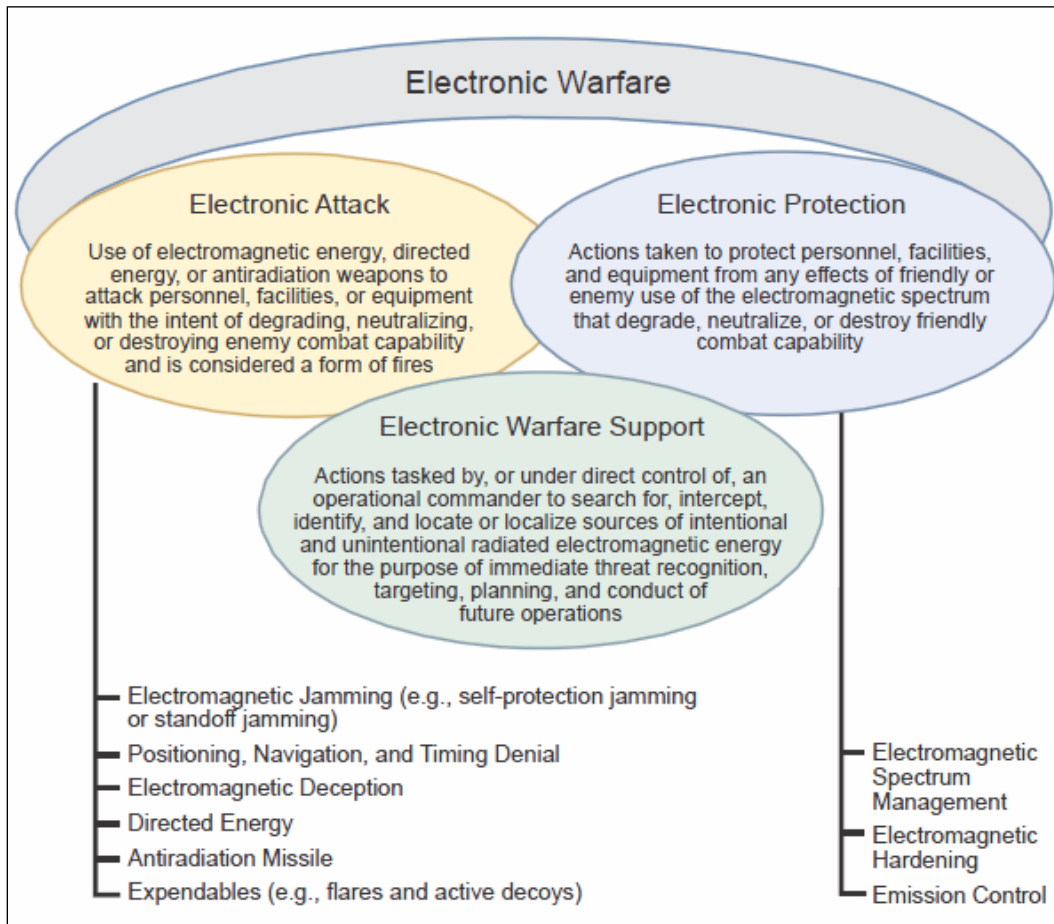 Electronic Warfare
Electronic Attack
Use of electromagnetic energy, directed
energy, or antiradiation weapons to
attack personnel, facilities, or equipment
with the intent of degrading, neutralizing,
or destroying enemy combat capability
and is considered a form of fires
Electronic Protection
Actions taken to protect personnel, facilities,
and equipment from any effects of friendly or
enemy use of the electromagnetic spectrum
that degrade, neutralize, or destroy friendly
combat capability
Electronic Warfare Support
Actions tasked by, or under direct control of, an
operational commander to search for, intercept,
identify, and locate or localize sources of intentional
and unintentional radiated electromagnetic energy
for the purpose of immediate threat recognition,
targeting, planning, and conduct of
future operations
Electromagnetic Jamming (e.g., self-protection jamming
or standoff jamming)
Positioning, Navigation, and Timing Denial
Electromagnetic Deception
Directed Energy
Antiradiation Missile
Expendables (e.g., flares and active decoys)
Electromagnetic
Spectrum
Management
Electromagnetic
Hardening
Emission Control